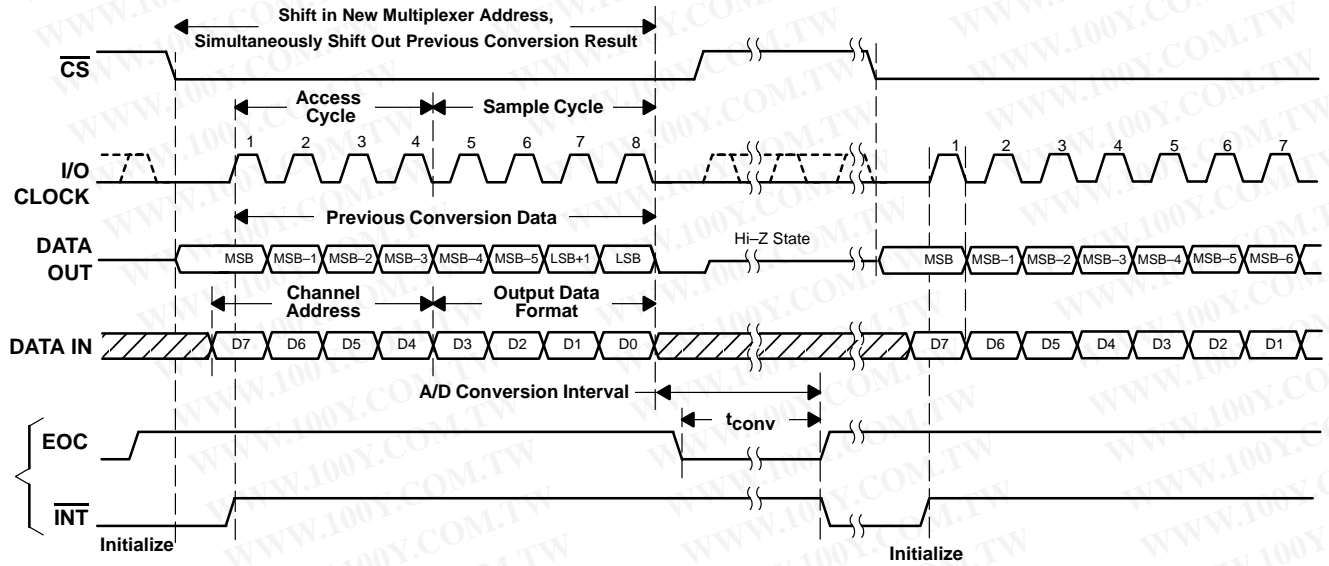 Shift in New Multiplexer Address,
Simultaneously Shift Out Previous Conversion Result
CS
Access
Cycle
Sample Cycle
1 2 3 4 5 6 7 8 1 2 3 4 5 6 7
I/O
CLOCK
Previous Conversion Data
DATA
OUT
MSB MSB–1 MSB–2 MSB–3 MSB–4 MSB–5 LSB+1 LSB
Hi–Z State
MSB MSB–1 MSB–2 MSB–3 MSB–4 MSB–5 MSB–6
Channel
Address
Output Data
Format
DATA IN
D7 D6 D5 D4 D3 D2 D1 D0 D7 D6 D5 D4 D3 D2 D1
A/D Conversion Interval
tconv
EOC
INT
Initialize
Initialize
WWW.100Y.COM.TW